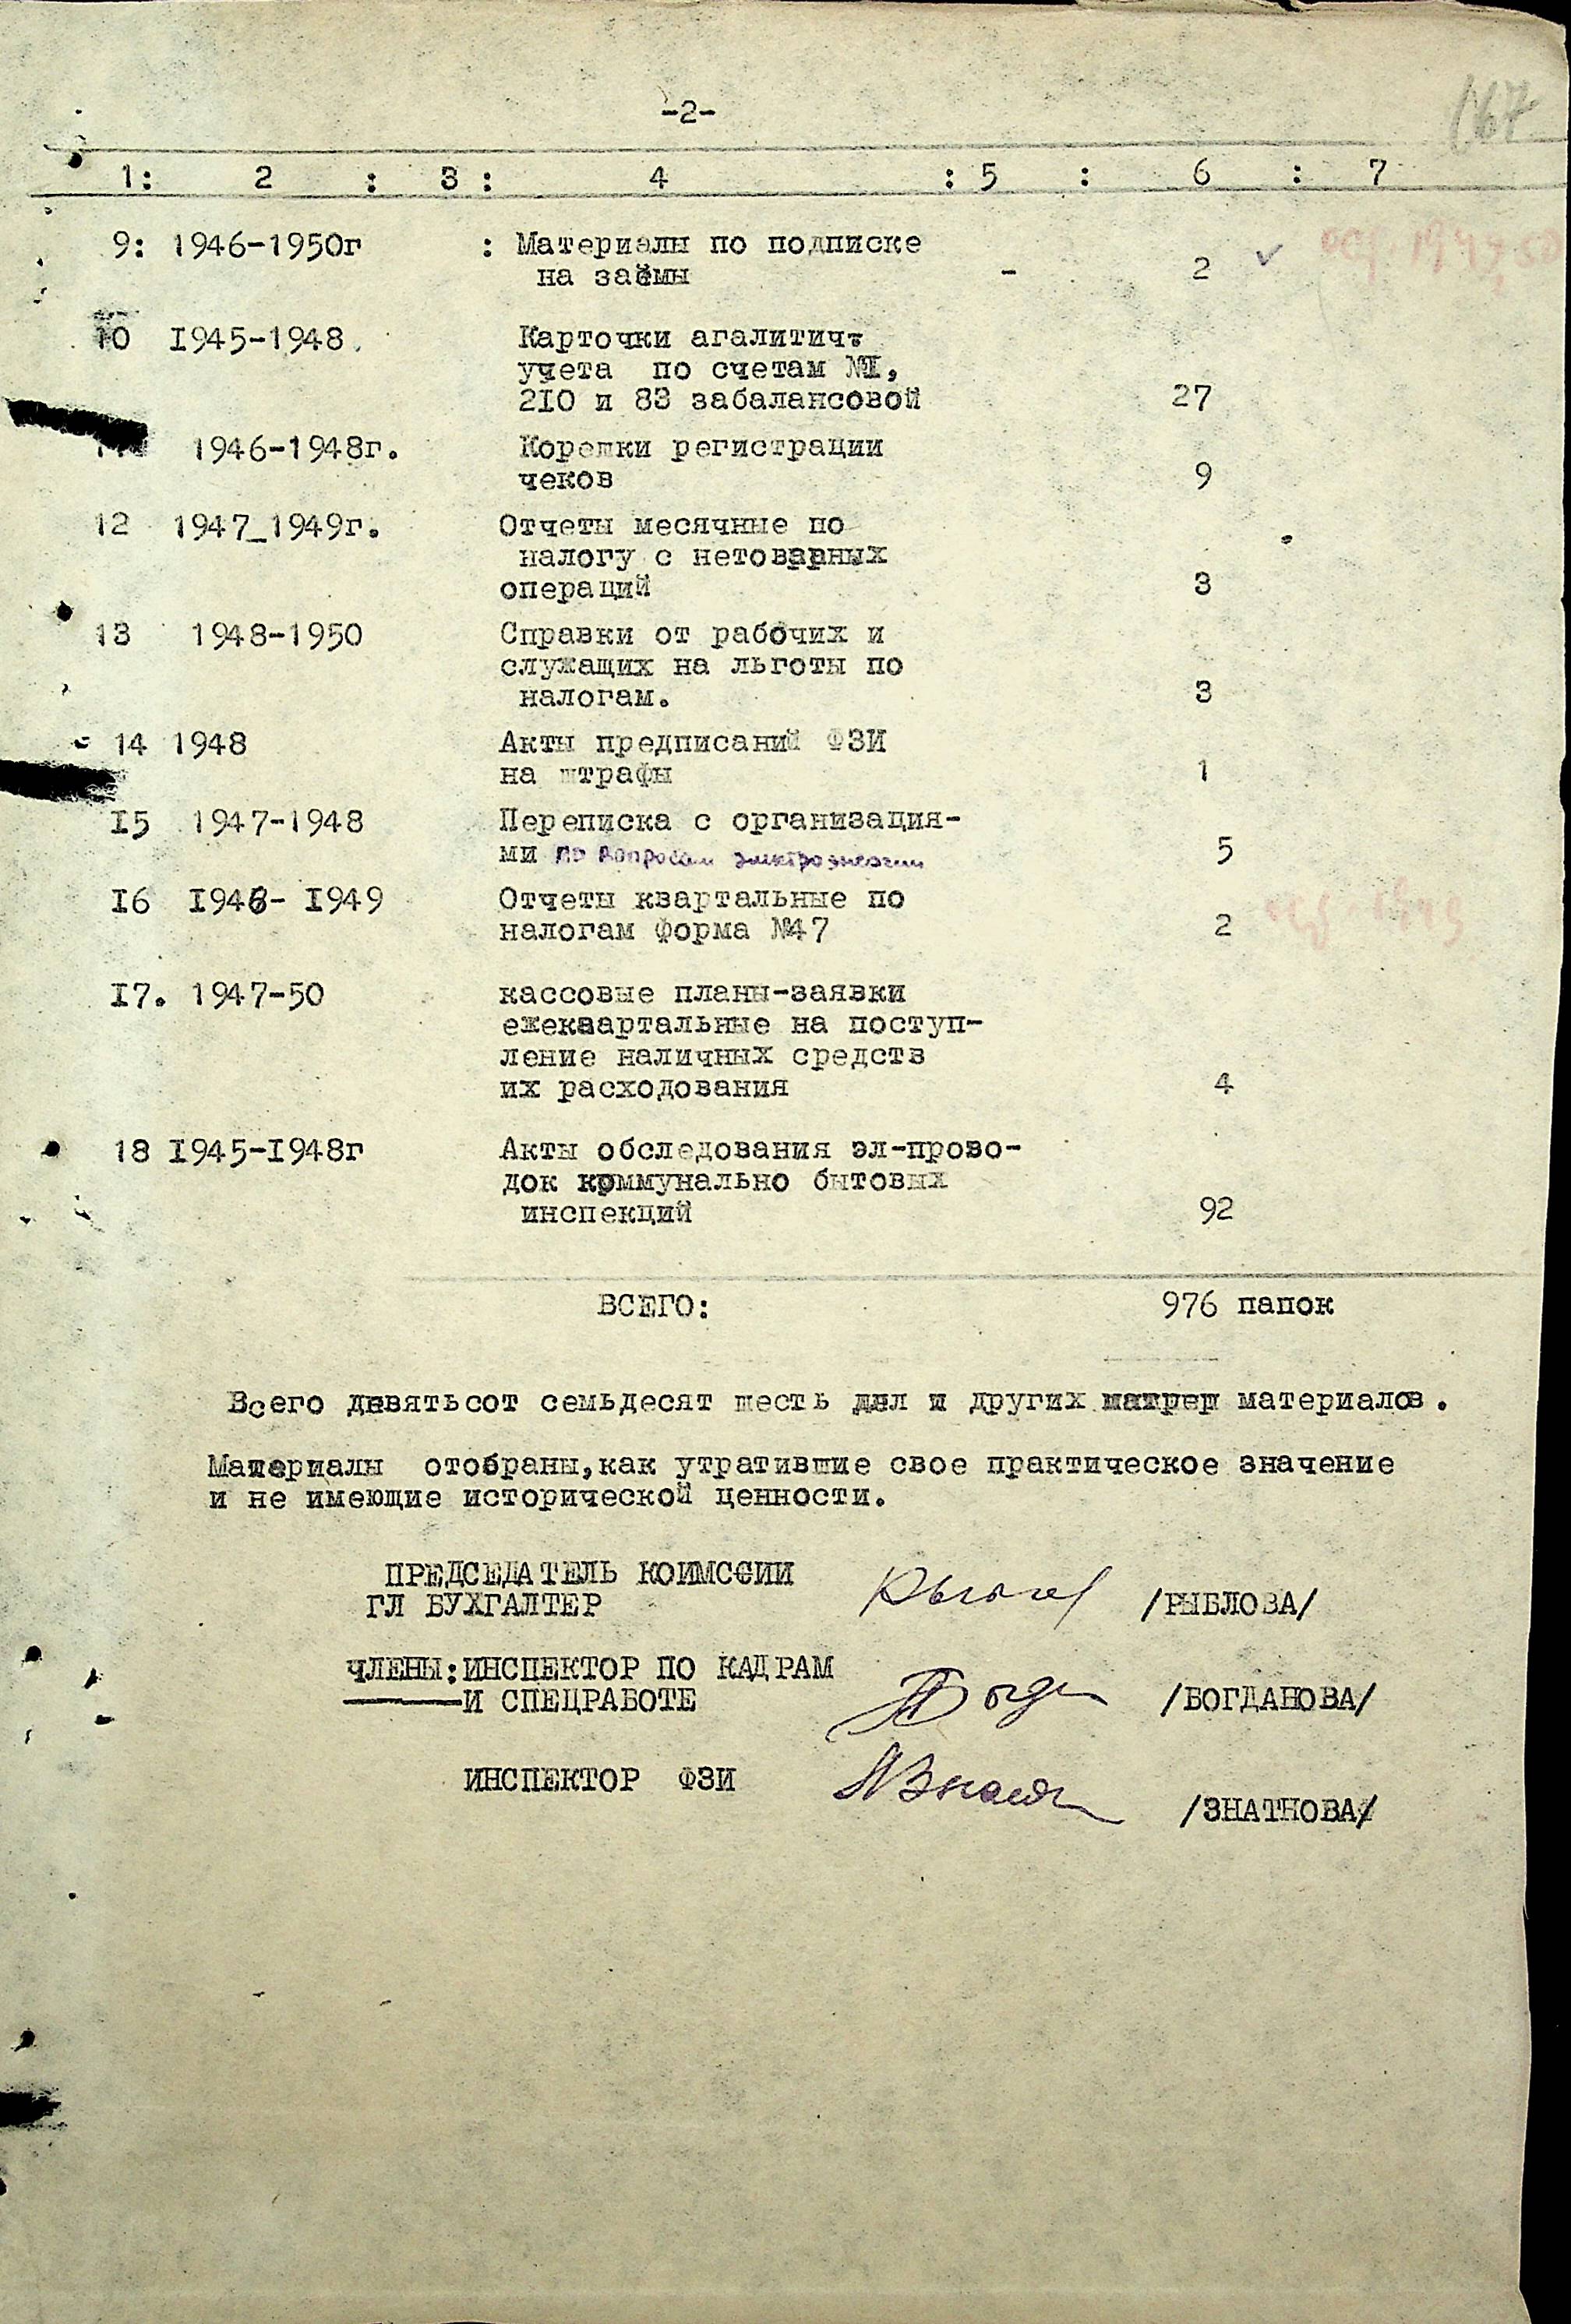 -2-
167
1: 2 : 3 : 4 : 5 : 6 : 7
9: 1946-1950г : Материалы по подписке
на заёмы - 2
10 I945-1948. Карточки агалитич-
учета по счетам №I,
2I0 и 83 забалансовой 27
1946-1948г. Корешки регистрации
чеков 9
12 1947_1949г. Отчеты месячные по
налогу с нетоварных
операций 3
13 1948-1950 Справки от рабочих и
служащих на льготы по
налогам. 3
14 1948 Акты предписаний ФЗИ
на штрафы 1
I5 1947-1948 Переписка с организация-
ми по вопросам электроэнергии 5
I6 I946- I949 Отчеты квартальные по
налогам форма №47 2
I7. 1947-50 кассовые планы-заявки
ежеквартальные на поступ-
ление наличных средств
их расходования 4
18 I945-I948г Акты обследования эл-прово-
док коммунально бытовых
инспекций 92
ВСЕГО: 976 папок
Всего девятьсот семьдесят шесть дел и других материалов.
Материалы отобраны,как утратившие свое практическое значение
и не имеющие исторической ценности.
ПРЕДСЕДАТЕЛЬ КОИМССИИ
ГЛ БУХГАЛТЕР /РЫБЛОВА/
ЧЛЕНЫ: ИНСПЕКТОР ПО КАДРАМ
И СПЕЦРАБОТЕ /БОГДАНОВА/
ИНСПЕКТОР ФЗИ
/ЗНАТНОВА/